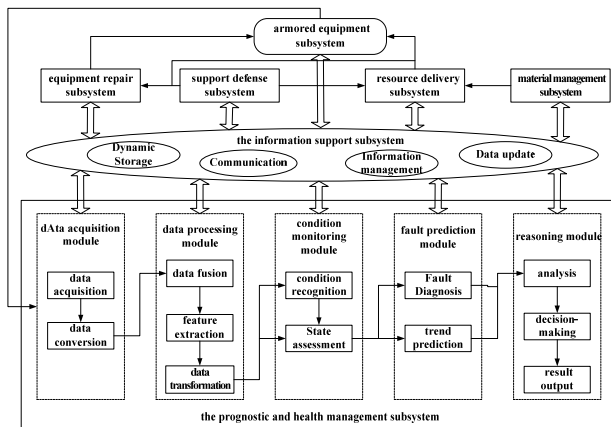 armored equipment
subsystem
equipment repair
subsystem
support defense
subsystem
resource delivery
subsystem
material management
subsystem
the information support subsystem
Dynamic
Storage
Communication
Information
management
Data update
dAta acquisition
module
data
acquisition
data
conversion
data processing
module
data fusion
feature
extraction
data
transformation
condition
monitoring
module
condition
recognition
State
assessment
fault prediction
module
Fault
Diagnosis
trend
prediction
reasoning module
analysis
decision-
making
result
output
the prognostic and health management subsystem